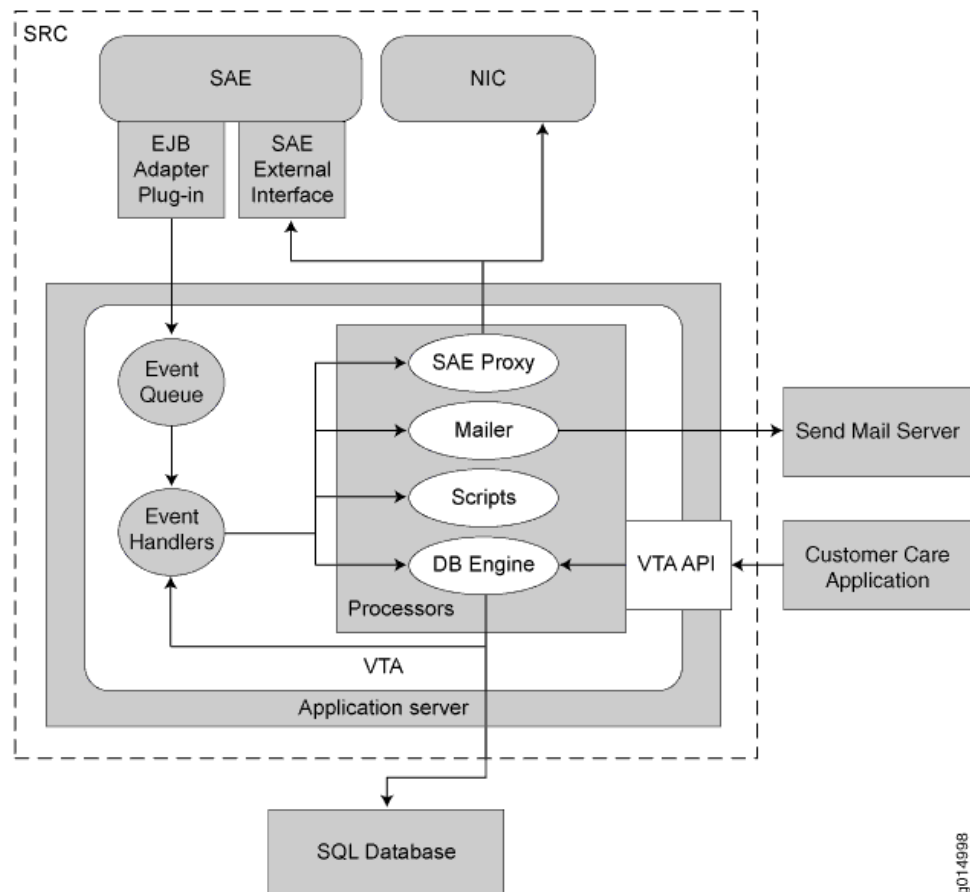 SRC
SAE
NIC
EJB
Adapter
Plug-in
SAE
External
Interface
Event
Queue
SAE Proxy
Mailer
Send Mail Server
Scripts
Event
Handlers
DB Engine
VTA API
Customer Care
Application
Processors
VTA
Application server
SQL Database
g014998